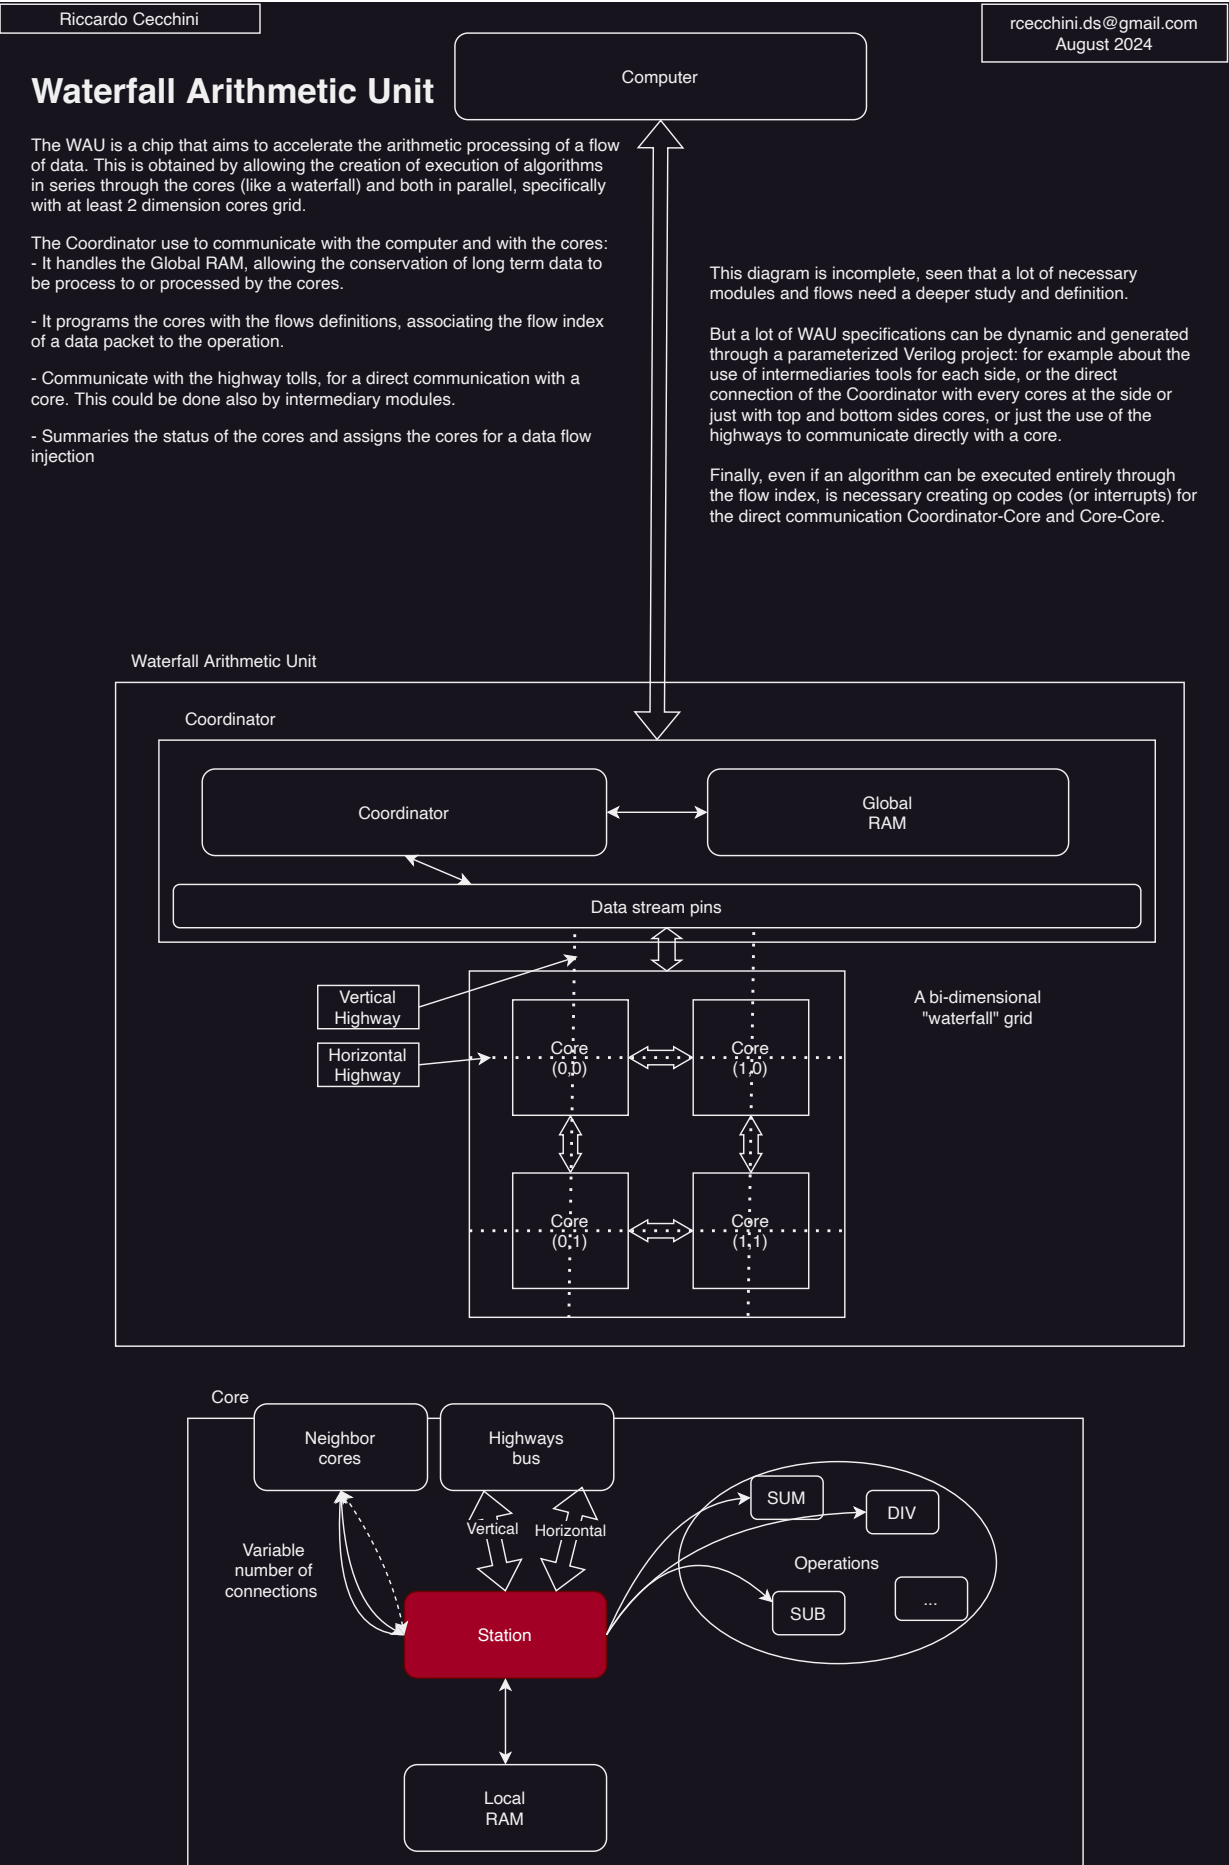 Riccardo Cecchini
rcecchini.ds@gmail.com
August 2024
Computer
Waterfall Arithmetic Unit
The WAU is a chip that aims to accelerate the arithmetic processing of a flow
of data. This is obtained by allowing the creation of execution of algorithms
in series through the cores (like a waterfall) and both in parallel, specifically
with at least 2 dimension cores grid.
The Coordinator use to communicate with the computer and with the cores:
- It handles the Global RAM, allowing the conservation of long term data to
be process to or processed by the cores.
- It programs the cores with the flows definitions, associating the flow index
of a data packet to the operation.
- Communicate with the highway tolls, for a direct communication with a
core. This could be done also by intermediary modules.
- Summaries the status of the cores and assigns the cores for a data flow
injection
This diagram is incomplete, seen that a lot of necessary
modules and flows need a deeper study and definition.
But a lot of WAU specifications can be dynamic and generated
through a parameterized Verilog project: for example about the
use of intermediaries tools for each side, or the direct
connection of the Coordinator with every cores at the side or
just with top and bottom sides cores, or just the use of the
highways to communicate directly with a core.
Finally, even if an algorithm can be executed entirely through
the flow index, is necessary creating op codes (or interrupts) for
the direct communication Coordinator-Core and Core-Core.
Waterfall Arithmetic Unit
Coordinator
Coordinator
Global
RAM
Data stream pins
Vertical
Highway
Horizontal
Highway
A bi-dimensional
"waterfall" grid
Core
(0,0)
Core
(1,0)
Core
(0,1)
Core
(1,1)
Core
Neighbor
cores
Highways
bus
Vertical
Horizontal
Variable
number of
connections
SUM
DIV
Operations
SUB
...
Station
Local
RAM